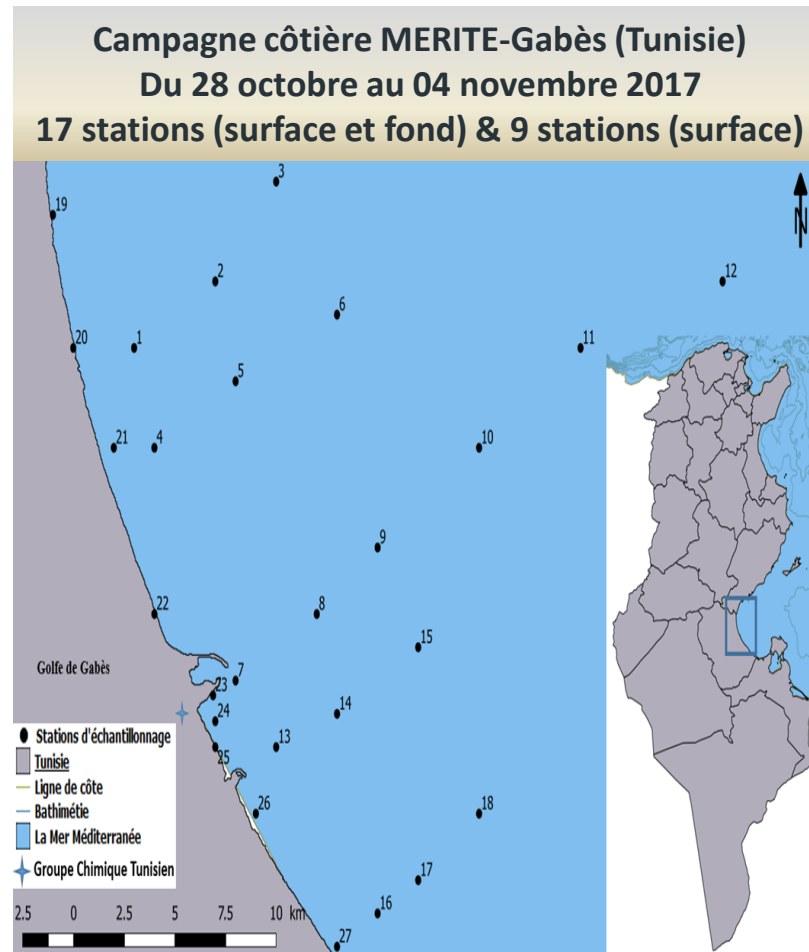 Campagne côtière MERITE-Gabès (Tunisie)
Du 28 octobre au 04 novembre 2017
17 stations (surface et fond) & 9 stations (surface)
3
19
N
2
12
6
20
1
11
5
21
4
10
9
22
8
15
Golfe de Gabès
7
23
14
24
13
25
26
18
17
16
27
Stations d'échantillonnage
Tunisie
Ligne de côte
Bathimétie
La Mer Méditerranée
Groupe Chimique Tunisien
2.5 0 2.5 5 7.5 10 km